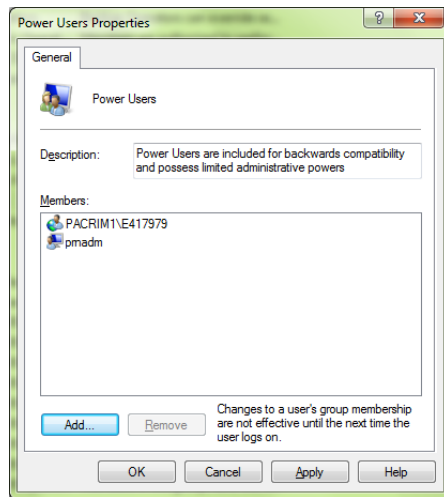 Power Users Properties
General
Power Users
Description:
Power Users are included for backwards compatibility
and possess limited administrative powers
Members:
PACRIM1\E417979
pmadm
Add...
Remove
Changes to a user's group membership
are not effective until the next time the
user logs on.
OK
Cancel
Apply
Help